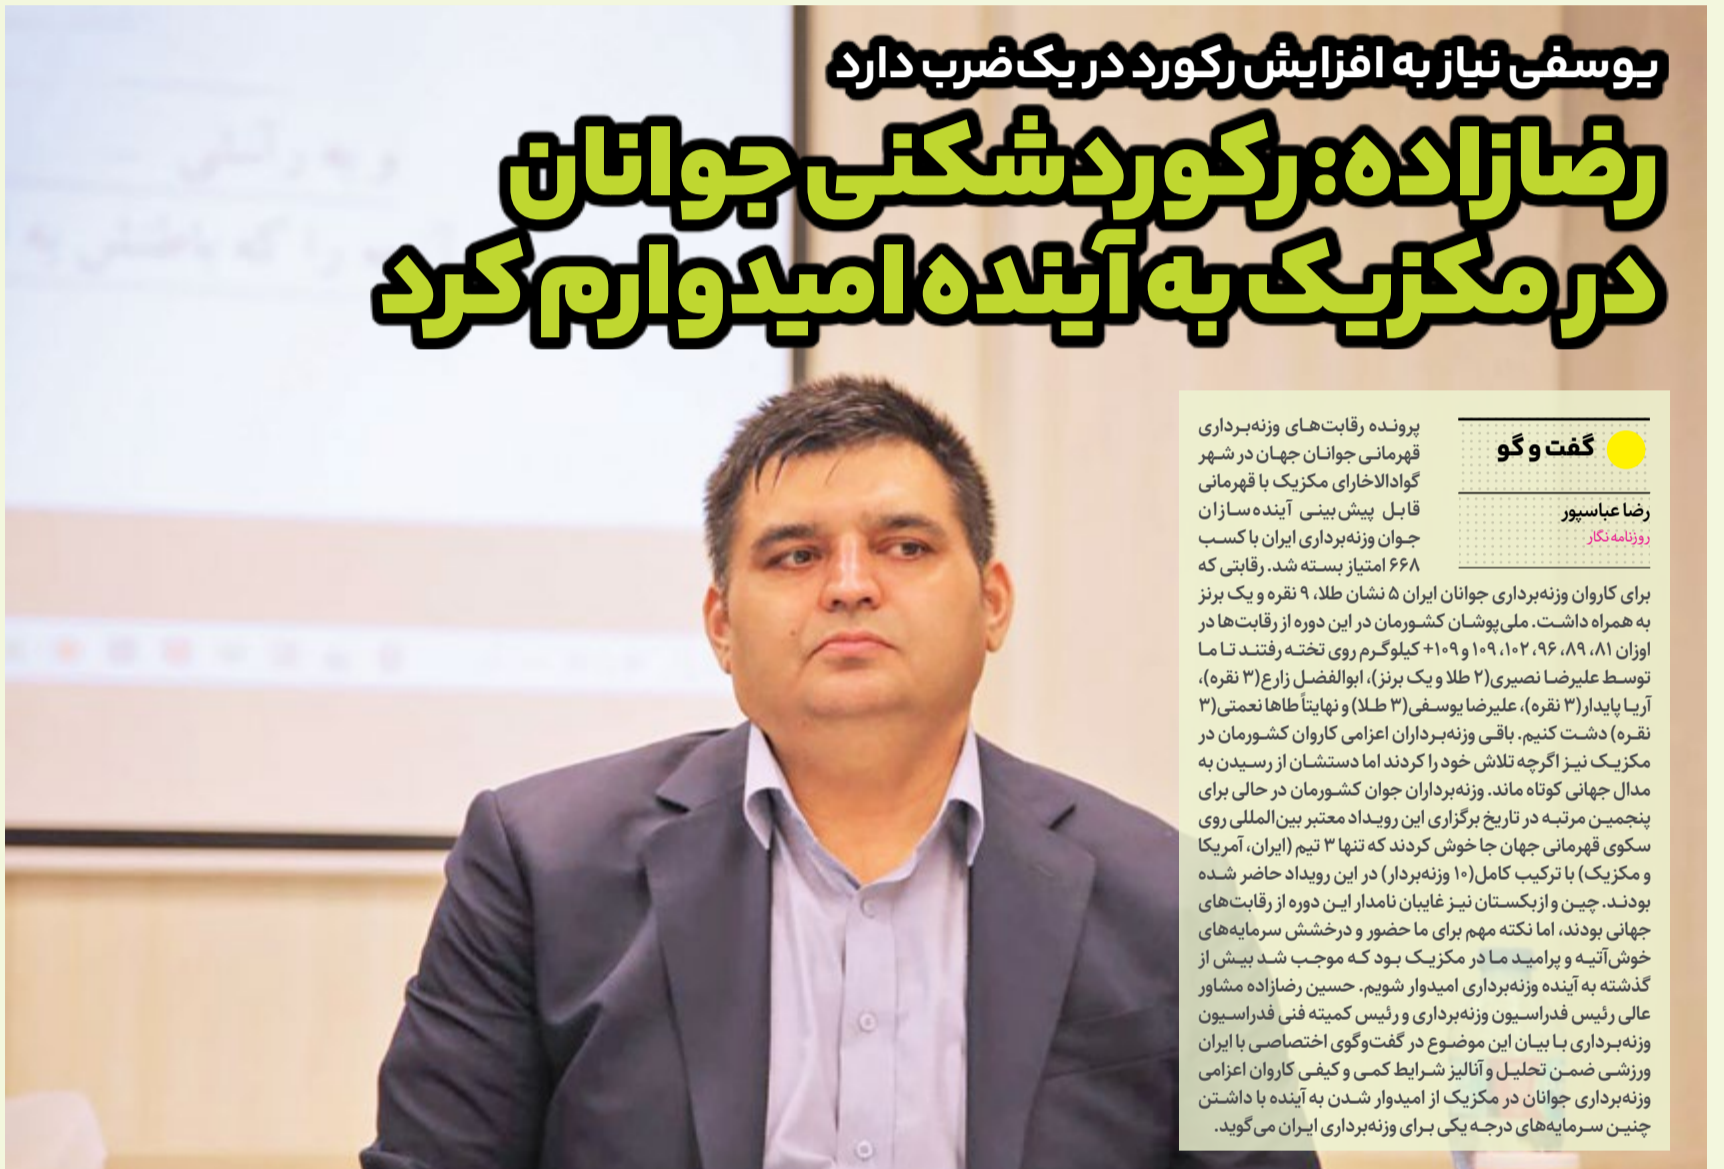 یوسفی نیاز به افزایش رکورد در یک‌ضرب دارد
رضازاده: رکوردشکنی جوانان
در مکزیک به آینده امیدوارم کرد
گفت و گو
رضا عباسپور
روزنامه نگار
پرونده رقابت‌های وزنه‌برداری
قهرمانی جوانان جهان در شهر
گوادالاخارای مکزیک با قهرمانی
قابل پیش‌بینی آینده‌سازان
جوان وزنه‌برداری ایران با کسب
۶۶۸ امتیاز بسته شد. رقابتی که
برای کاروان وزنه‌برداری جوانان ایران ۵ نشان طلا، ۹ نقره و یک برنز
به همراه داشت. ملی‌پوشان کشورمان در این دوره از رقابت‌ها در
اوزان ۸۱، ۸۹، ۹۶، ۱۰۲، ۱۰۹ و ۱۰۹+ کیلوگرم روی تخته رفتند تا ما
توسط علیرضا نصیری(۲ طلا و یک برنز)، ابوالفضل زارع(۳ نقره)،
آریا پایدار(۳ نقره)، علیرضا یوسفی(۳ طلا) و نهایتاً طاها نعمتی(۳
نقره) دشت کنیم. باقی وزنه‌برداران اعزامی کاروان کشورمان در
مکزیک نیز اگرچه تلاش خود را کردند اما دستشان از رسیدن به
مدال جهانی کوتاه ماند. وزنه‌برداران جوان کشورمان در حالی برای
پنجمین مرتبه در تاریخ برگزاری این رویداد معتبر بین‌المللی روی
سکوی قهرمانی جهان جا خوش کردند که تنها ۳ تیم (ایران، آمریکا
و مکزیک) با ترکیب کامل(۱۰ وزنه‌بردار) در این رویداد حاضر شده
بودند. چین و ازبکستان نیز غایبان نامدار این دوره از رقابت‌های
جهانی بودند، اما نکته مهم برای ما حضور و درخشش سرمایه‌های
خوش‌آتیه و پرامید ما در مکزیک بود که موجب شد بیش از
گذشته به آینده وزنه‌برداری امیدوار شویم. حسین رضازاده مشاور
عالی رئیس فدراسیون وزنه‌برداری و رئیس کمیته فنی فدراسیون
وزنه‌برداری با بیان این موضوع در گفت‌وگوی اختصاصی با ایران
ورزشی ضمن تحلیل و آنالیز شرایط کمی و کیفی کاروان اعزامی
وزنه‌برداری جوانان در مکزیک از امیدوار شدن به آینده با داشتن
چنین سرمایه‌های درجه یکی برای وزنه‌برداری ایران می‌گوید.